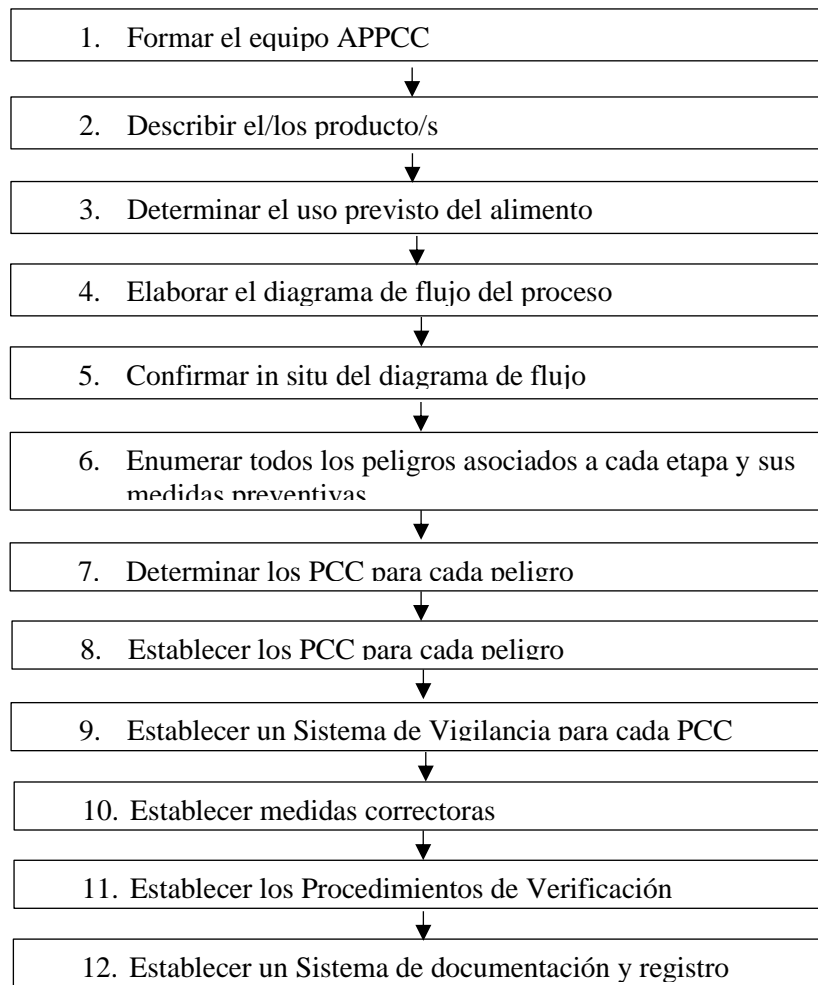 1. Formar el equipo APPCC
2. Describir el/los producto/s
3. Determinar el uso previsto del alimento
4. Elaborar el diagrama de flujo del proceso
5. Confirmar in situ del diagrama de flujo
6. Enumerar todos los peligros asociados a cada etapa y sus
medidas preventivas
7. Determinar los PCC para cada peligro
8. Establecer los PCC para cada peligro
9. Establecer un Sistema de Vigilancia para cada PCC
10. Establecer medidas correctoras
11. Establecer los Procedimientos de Verificación
12. Establecer un Sistema de documentación y registro